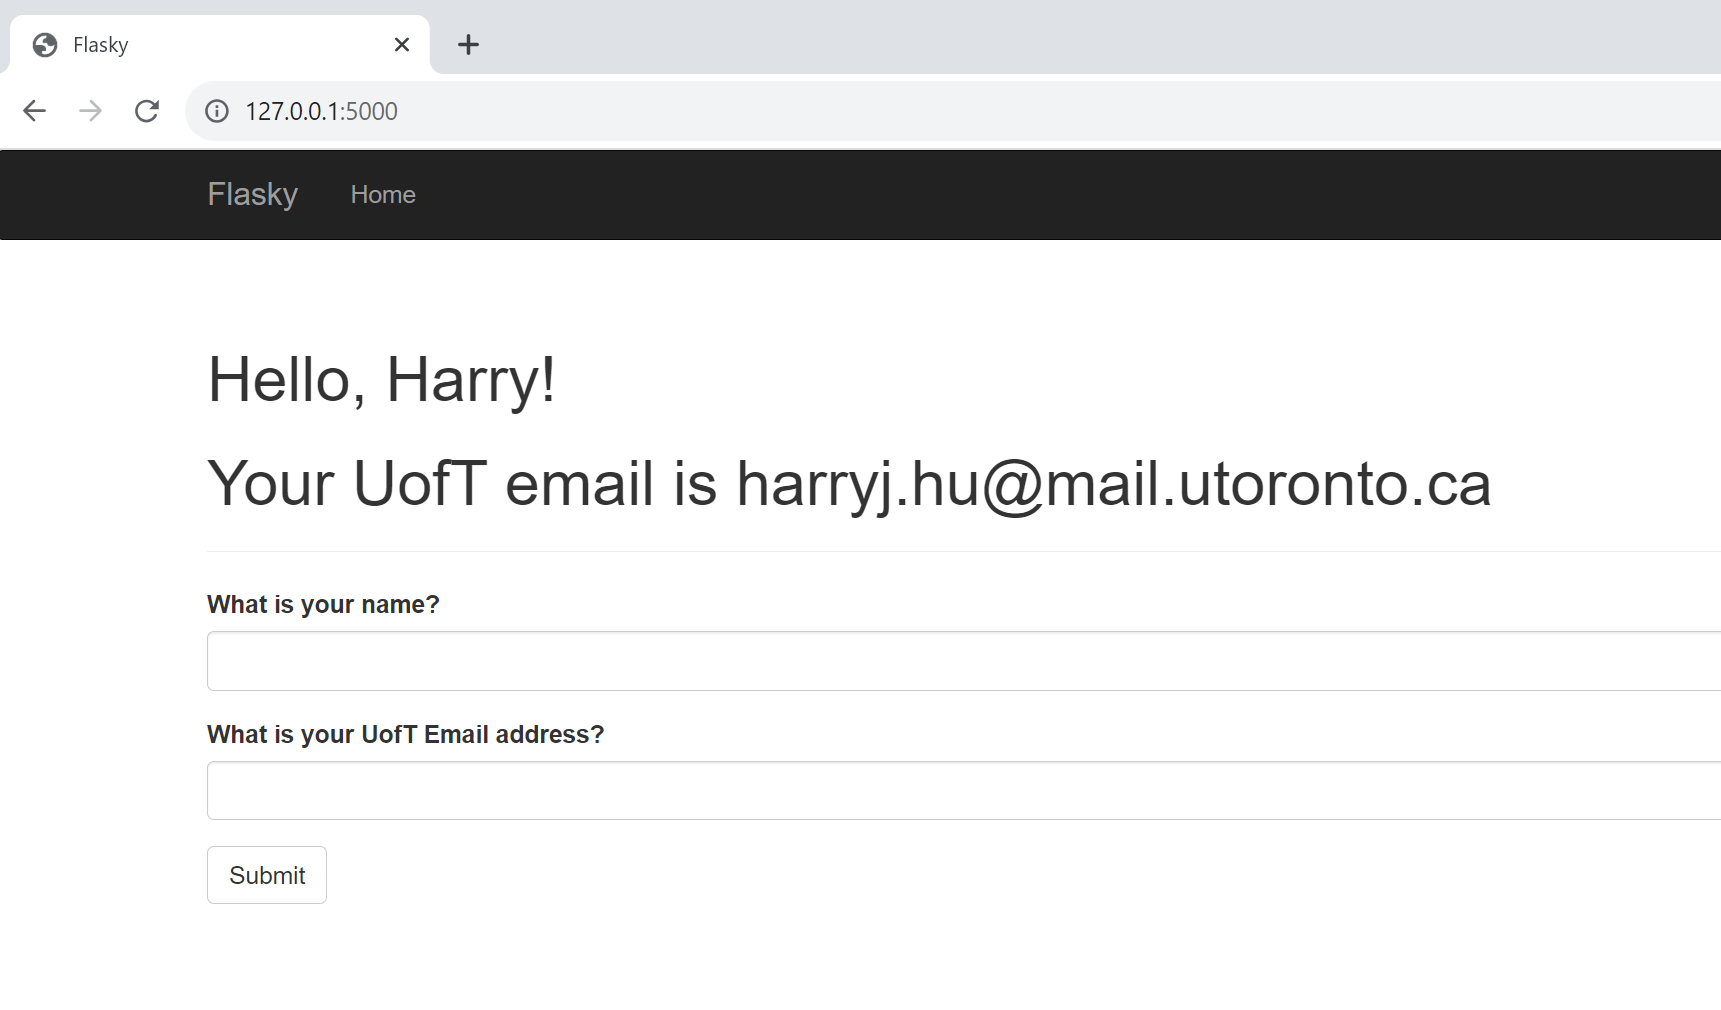 Flasky
127.0.0.1:5000
Flasky Home
Hello, Harry!
Your UofT email is harryj.hu@mail.utoronto.ca
What is your name?
What is your UofT Email address?
Submit